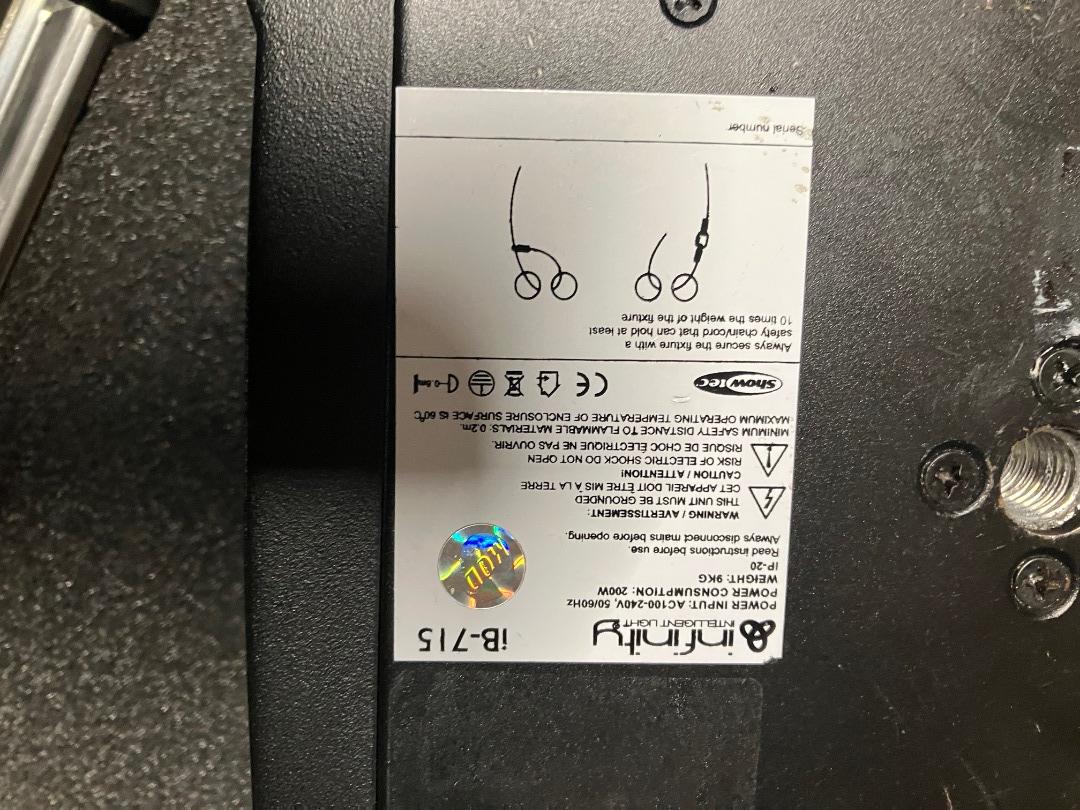 infinity
INTELLIGENT LIGHT
iB-715
POWER INPUT: AC100-240V, 50/60Hz
POWER CONSUMPTION: 200W
WEIGHT: 9KG
IP-20
Read instructions before use.
Always disconnect mains before opening.
WARNING / AVERTISSEMENT:
THIS UNIT MUST BE GROUNDED
CET APPAREIL DOIT ÊTRE MIS À LA TERRE
CAUTION / ATTENTION!
RISK OF ELECTRIC SHOCK DO NOT OPEN
RISQUE DE CHOC ÉLECTRIQUE NE PAS OUVRIR.
MINIMUM SAFETY DISTANCE TO FLAMMABLE MATERIALS: 0.2m.
MAXIMUM OPERATING TEMPERATURE OF ENCLOSURE SURFACE IS 60℃
Showtec
CE
Always secure the fixture with a
safety chain/cord that can hold at least
10 times the weight of the fixture
Serial number